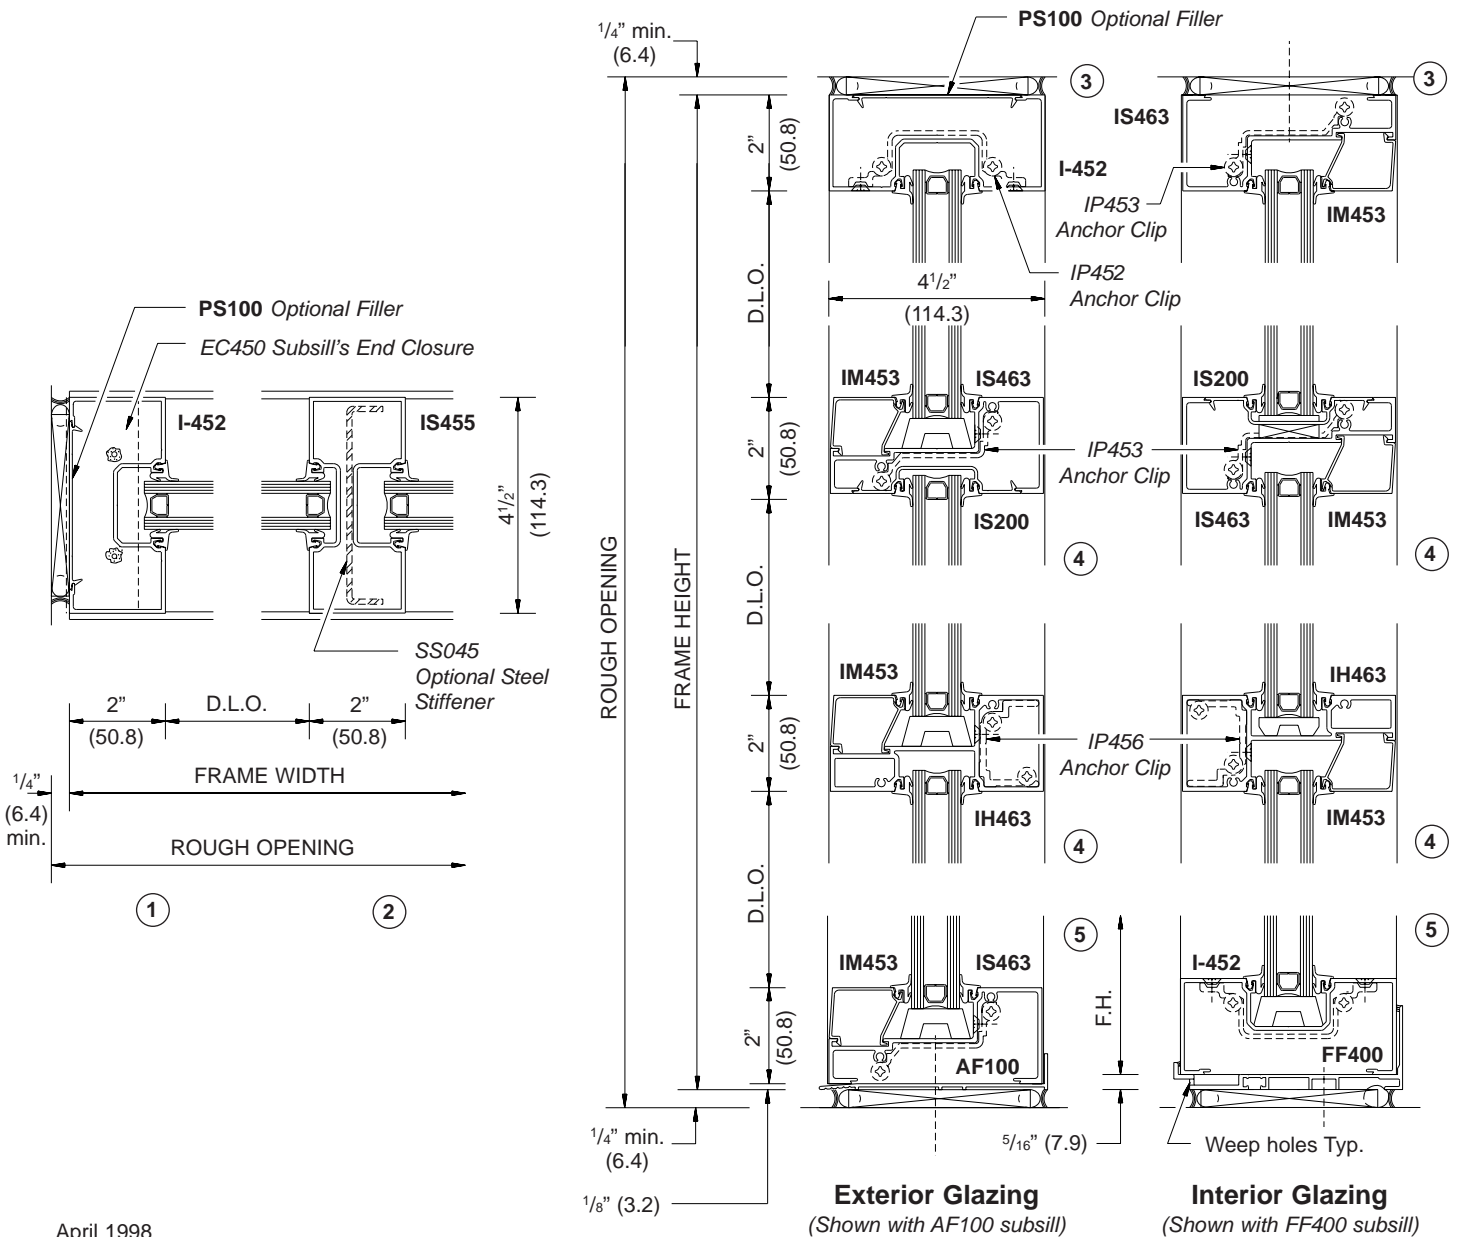 PS100 Optional Filler
1/4” min.
(6.4)
3
3
IS463
2”
(50.8)
I-452
IP453
Anchor Clip
IM453
IP452
Anchor Clip
D.L.O.
4 1/2”
(114.3)
PS100 Optional Filler
EC450 Subsill's End Closure
I-452
IS455
4 1/2”
(114.3)
SS045
Optional Steel
Stiffener
2”
(50.8)
D.L.O.
2”
(50.8)
FRAME WIDTH
1/4”
(6.4)
min.
ROUGH OPENING
1
2
ROUGH OPENING
FRAME HEIGHT
IM453
IS463
IS200
2”
(50.8)
IP453
Anchor Clip
IS200
IS463
IM453
4
4
D.L.O.
IM453
IH463
2”
(50.8)
IP456
Anchor Clip
IH463
IM453
4
4
D.L.O.
5
5
IM453
IS463
I-452
F.H.
2”
(50.8)
AF100
FF400
1/4” min.
(6.4)
5/16” (7.9)
Weep holes Typ.
1/8” (3.2)
Exterior Glazing
(Shown with AF100 subsill)
Interior Glazing
(Shown with FF400 subsill)
April 1998